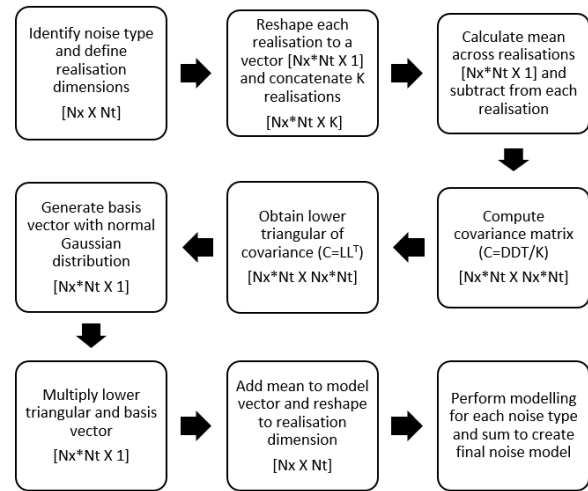 Identify noise type
and define
realisation
dimensions
[Nx X Nt]
Reshape each
realisation to a
vector [Nx*Nt X 1]
and concatenate K
realisations
[Nx*Nt X K]
Calculate mean
across realisations
[Nx*Nt X 1] and
subtract from each
realisation
Compute
covariance matrix
(C=DDT/K)
[Nx*Nt X Nx*Nt]
Obtain lower
triangular of
covariance (C=LLᵀ)
[Nx*Nt X Nx*Nt]
Generate basis
vector with normal
Gaussian
distribution
[Nx*Nt X 1]
Multiply lower
triangular and basis
vector
[Nx*Nt X 1]
Add mean to model
vector and reshape
to realisation
dimension
[Nx X Nt]
Perform modelling
for each noise type
and sum to create
final noise model